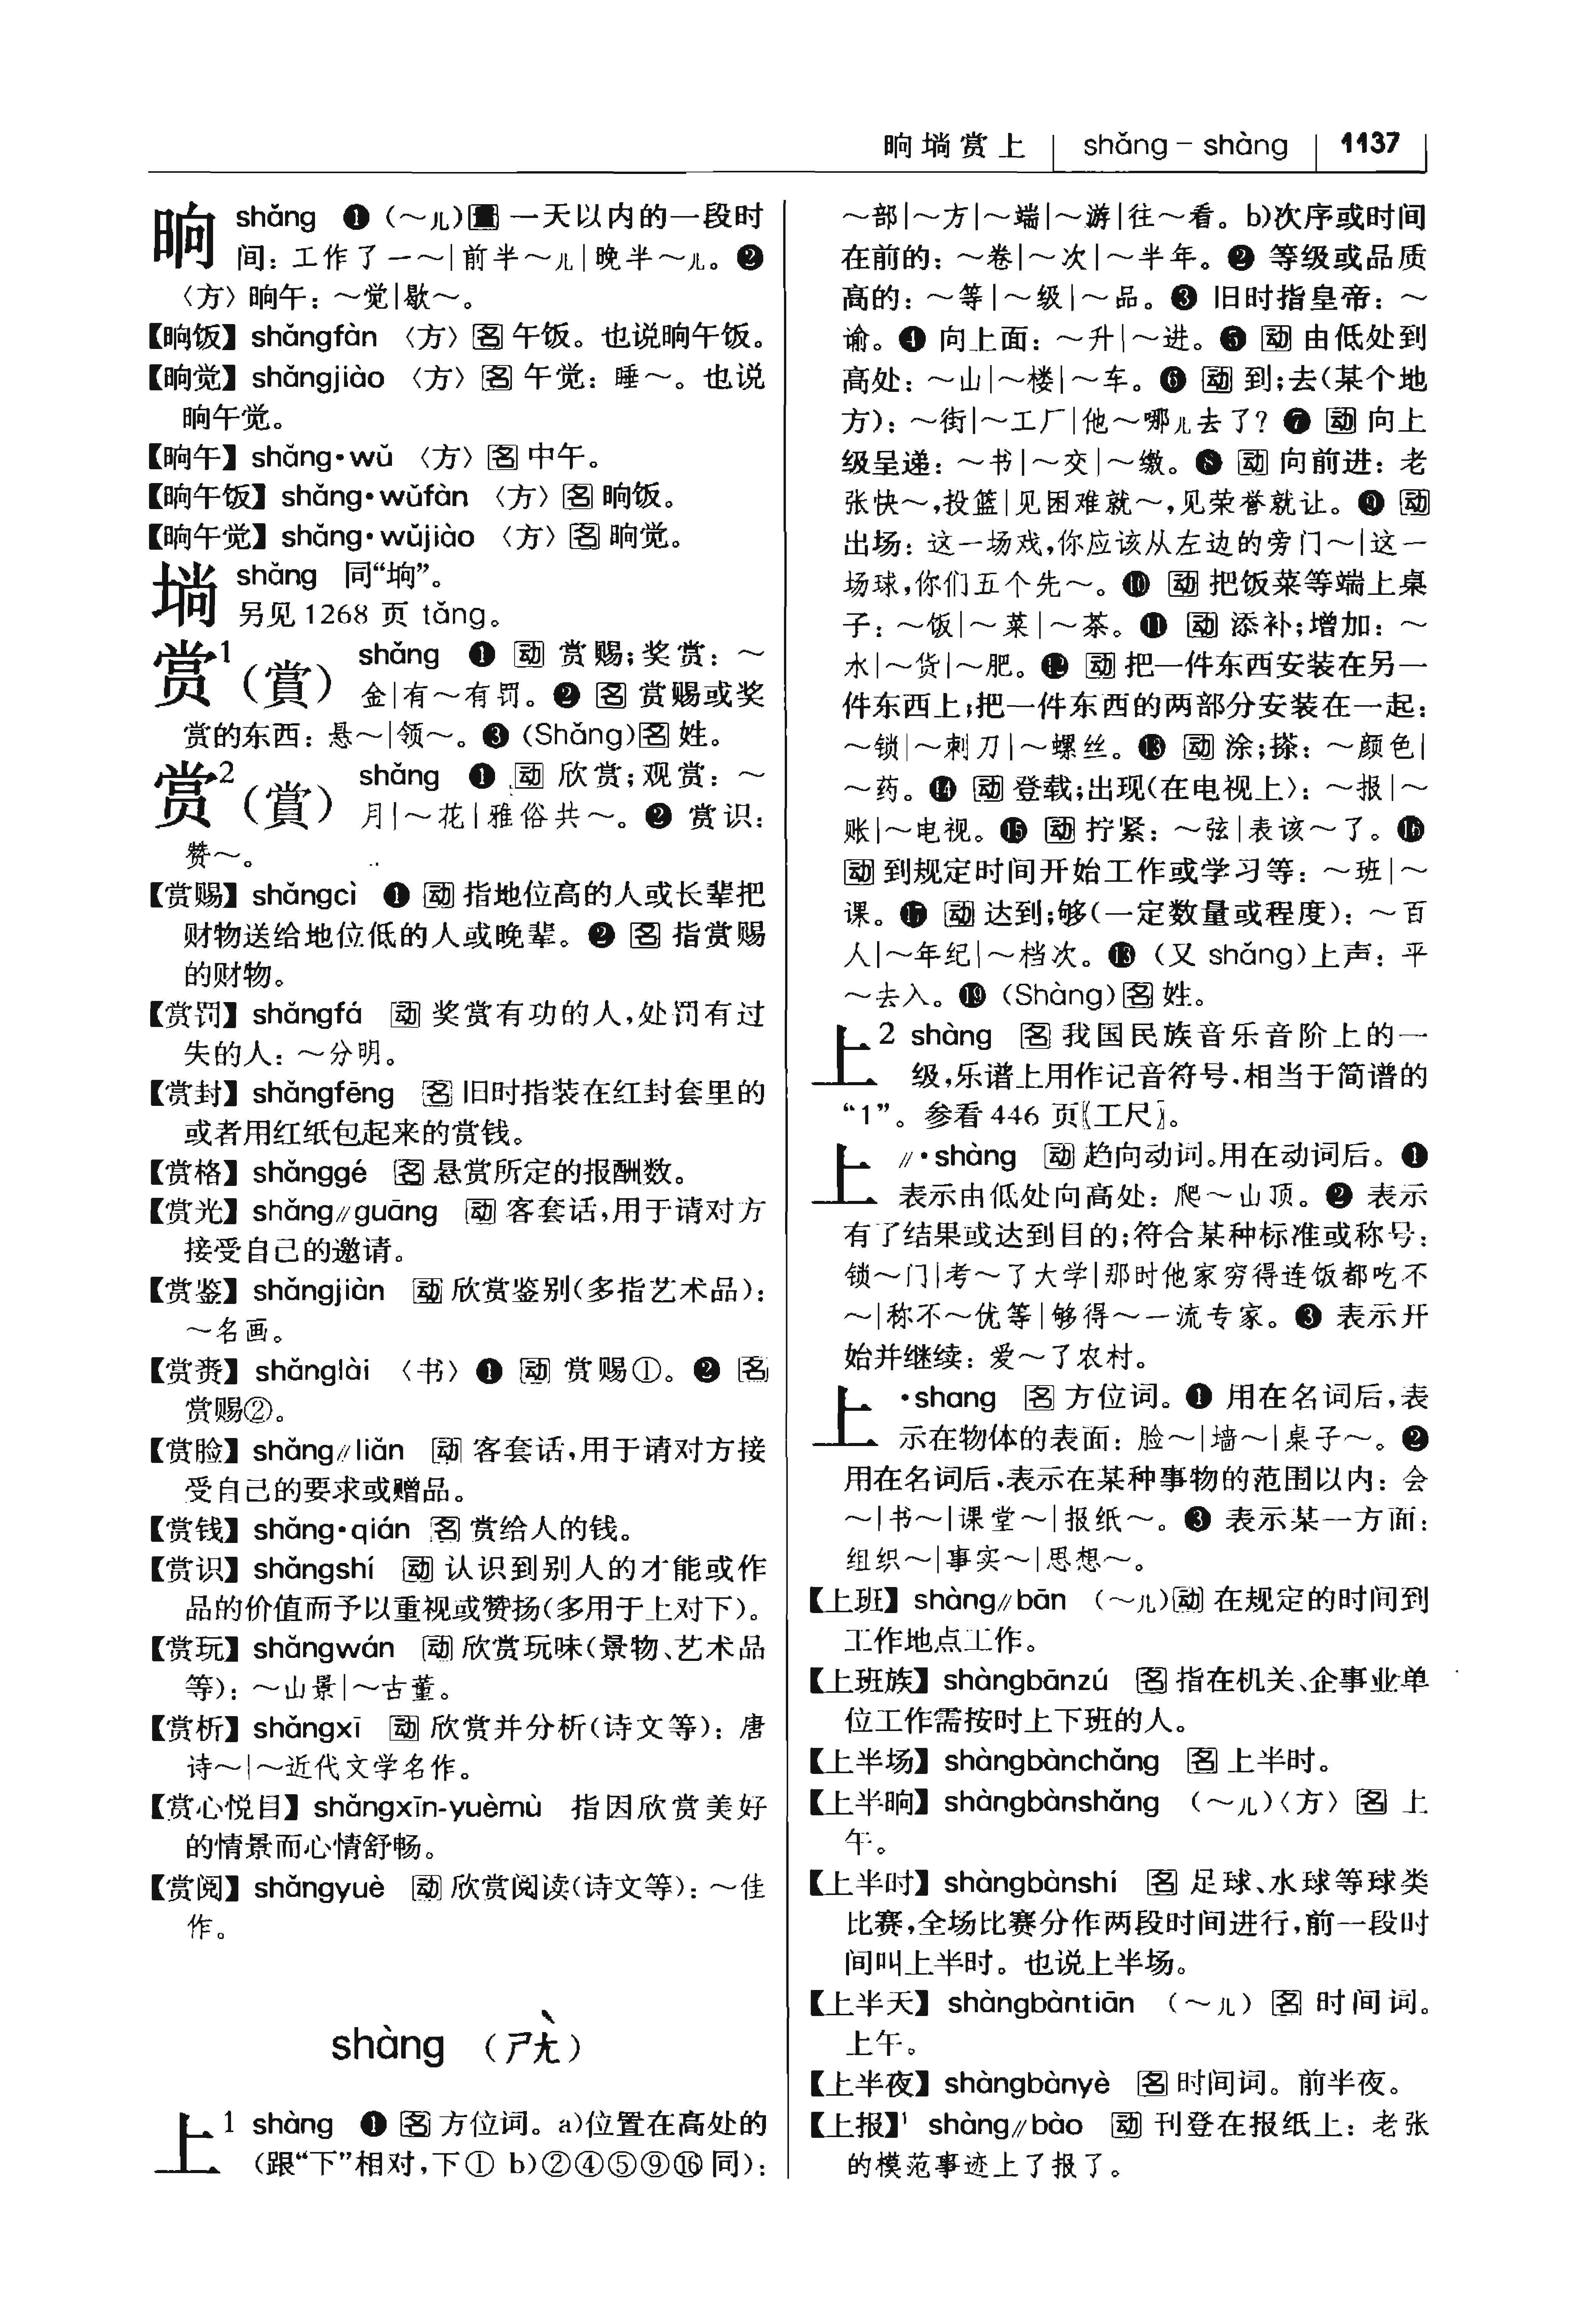 晌 垧 赏 上 shǎng – shàng 1137
晌 shǎng ❶ (～儿)量 一天以内的一段时
间：工作了一～|前半～儿|晚半～儿。❷
〈方〉晌午：～觉|歇～。
【晌饭】shǎngfàn 〈方〉名 午饭。也说晌午饭。
【晌觉】shǎngjiào 〈方〉名 午觉：睡～。也说
晌午觉。
【晌午】shǎng·wǔ 〈方〉名 中午。
【晌午饭】shǎng·wǔfàn 〈方〉名 晌饭。
【晌午觉】shǎng·wǔjiào 〈方〉名 晌觉。
埫 shǎng 同“垧”。
另见 1268 页 tǎng。
赏¹（賞） shǎng ❶ 动 赏赐；奖赏：～
金|有～有罚。❷ 名 赏赐或奖
赏的东西：悬～|领～。❸ (Shǎng)名 姓。
赏²（賞） shǎng ❶ 动 欣赏；观赏：～
月|～花|雅俗共～。❷ 赏识：
赞～。
【赏赐】shǎngcì ❶ 动 指地位高的人或长辈把
财物送给地位低的人或晚辈。❷ 名 指赏赐
的财物。
【赏罚】shǎngfá 动 奖赏有功的人，处罚有过
失的人：～分明。
【赏封】shǎngfēng 名 旧时指装在红封套里的
或者用红纸包起来的赏钱。
【赏格】shǎnggé 名 悬赏所定的报酬数。
【赏光】shǎng∥guāng 动 客套话，用于请对方
接受自己的邀请。
【赏鉴】shǎngjiàn 动 欣赏鉴别(多指艺术品)：
～名画。
【赏赉】shǎnglài 〈书〉❶ 动 赏赐①。❷ 名
赏赐②。
【赏脸】shǎng∥liǎn 动 客套话，用于请对方接
受自己的要求或赠品。
【赏钱】shǎng·qián 名 赏给人的钱。
【赏识】shǎngshí 动 认识到别人的才能或作
品的价值而予以重视或赞扬(多用于上对下)。
【赏玩】shǎngwán 动 欣赏玩味(景物、艺术品
等)：～山景|～古董。
【赏析】shǎngxī 动 欣赏并分析(诗文等)：唐
诗～|～近代文学名作。
【赏心悦目】shǎngxīn-yuèmù 指因欣赏美好
的情景而心情舒畅。
【赏阅】shǎngyuè 动 欣赏阅读(诗文等)：～佳
作。
shàng （ㄕㄤˋ）
上¹ shàng ❶ 名 方位词。a)位置在高处的
(跟“下”相对，下① b)②④⑤⑨⑯同)：
～部|～方|～端|～游|往～看。b)次序或时间
在前的：～卷|～次|～半年。❷ 等级或品质
高的：～等|～级|～品。❸ 旧时指皇帝：～
谕。❹ 向上面：～升|～进。❺ 动 由低处到
高处：～山|～楼|～车。❻ 动 到；去(某个地
方)：～街|～工厂|他～哪儿去了？❼ 动 向上
级呈递：～书|～交|～缴。❽ 动 向前进：老
张快～，投篮|见困难就～，见荣誉就让。❾ 动
出场：这一场戏，你应该从左边的旁门～|这一
场球，你们五个先～。❿ 动 把饭菜等端上桌
子：～饭|～菜|～茶。⓫ 动 添补；增加：～
水|～货|～肥。⓬ 动 把一件东西安装在另一
件东西上；把一件东西的两部分安装在一起：
～锁|～刺刀|～螺丝。⓭ 动 涂；搽：～颜色|
～药。⓮ 动 登载；出现(在电视上)：～报|～
账|～电视。⓯ 动 拧紧：～弦|表该～了。⓰
动 到规定时间开始工作或学习等：～班|～
课。⓱ 动 达到；够(一定数量或程度)：～百
人|～年纪|～档次。⓲ (又 shǎng)上声：平
～去入。⓳ (Shàng)名 姓。
上² shàng 名 我国民族音乐音阶上的一
级，乐谱上用作记音符号，相当于简谱的
“1”。参看 446 页〖工尺〗。
上 ∥·shàng 动 趋向动词。用在动词后。❶
表示由低处向高处：爬～山顶。❷ 表示
有了结果或达到目的；符合某种标准或称号：
锁～门|考～了大学|那时他家穷得连饭都吃不
～|称不～优等|够得～一流专家。❸ 表示开
始并继续：爱～了农村。
上 ·shang 名 方位词。❶ 用在名词后，表
示在物体的表面：脸～|墙～|桌子～。❷
用在名词后，表示在某种事物的范围以内：会
～|书～|课堂～|报纸～。❸ 表示某一方面：
组织～|事实～|思想～。
【上班】shàng∥bān (～儿)动 在规定的时间到
工作地点工作。
【上班族】shàngbānzú 名 指在机关、企事业单
位工作需按时上下班的人。
【上半场】shàngbànchǎng 名 上半时。
【上半晌】shàngbànshǎng (～儿)〈方〉名 上
午。
【上半时】shàngbànshí 名 足球、水球等球类
比赛，全场比赛分作两段时间进行，前一段时
间叫上半时。也说上半场。
【上半天】shàngbàntiān (～儿) 名 时间词。
上午。
【上半夜】shàngbànyè 名 时间词。前半夜。
【上报】¹ shàng∥bào 动 刊登在报纸上：老张
的模范事迹上了报了。